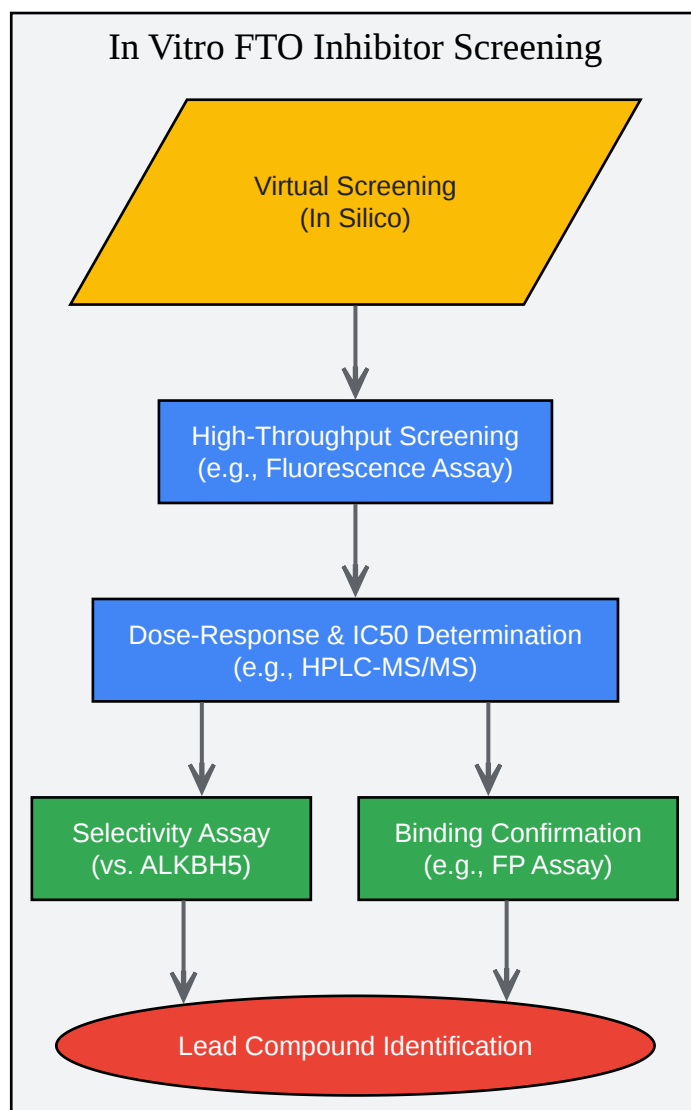 In Vitro FTO Inhibitor Screening
Virtual Screening
(In Silico)
High-Throughput Screening
(e.g., Fluorescence Assay)
Dose-Response & IC50 Determination
(e.g., HPLC-MS/MS)
Selectivity Assay
(vs. ALKBH5)
Binding Confirmation
(e.g., FP Assay)
Lead Compound Identification